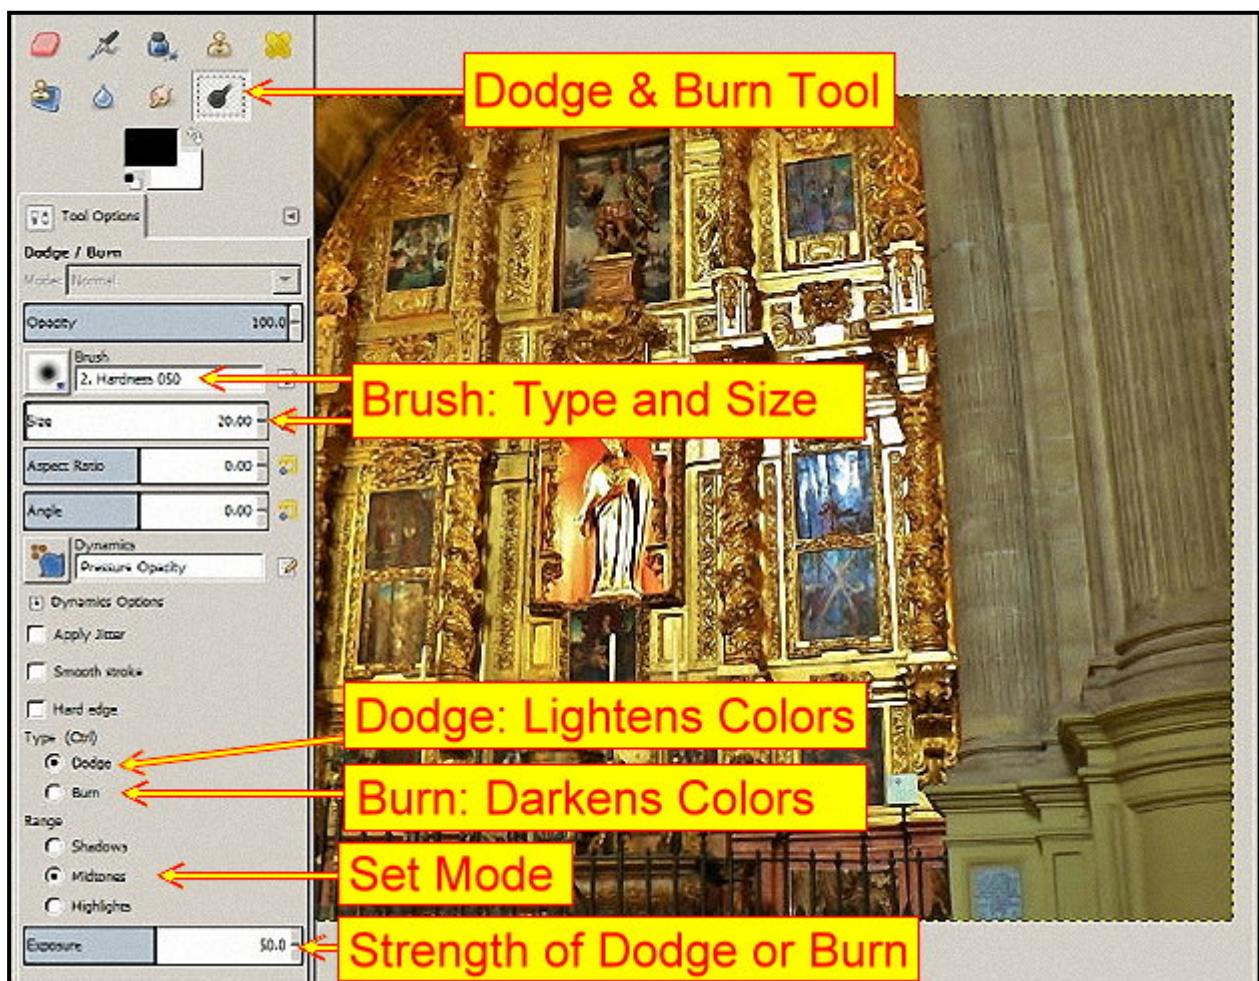 Dodge & Burn Tool
Tool Options
Dodge / Burn
Mode: Normal
Opacity 100.0
Brush
2. Hardness 050
Brush: Type and Size
Size 20.00
Aspect Ratio 0.00
Angle 0.00
Dynamics
Pressure Opacity
Dynamics Options
Apply Jitter
Smooth stroke
Hard edge
Dodge: Lightens Colors
Type (Ctrl)
Dodge
Burn
Burn: Darkens Colors
Range
Shadows
Midtones
Set Mode
Highlights
Exposure 50.0
Strength of Dodge or Burn